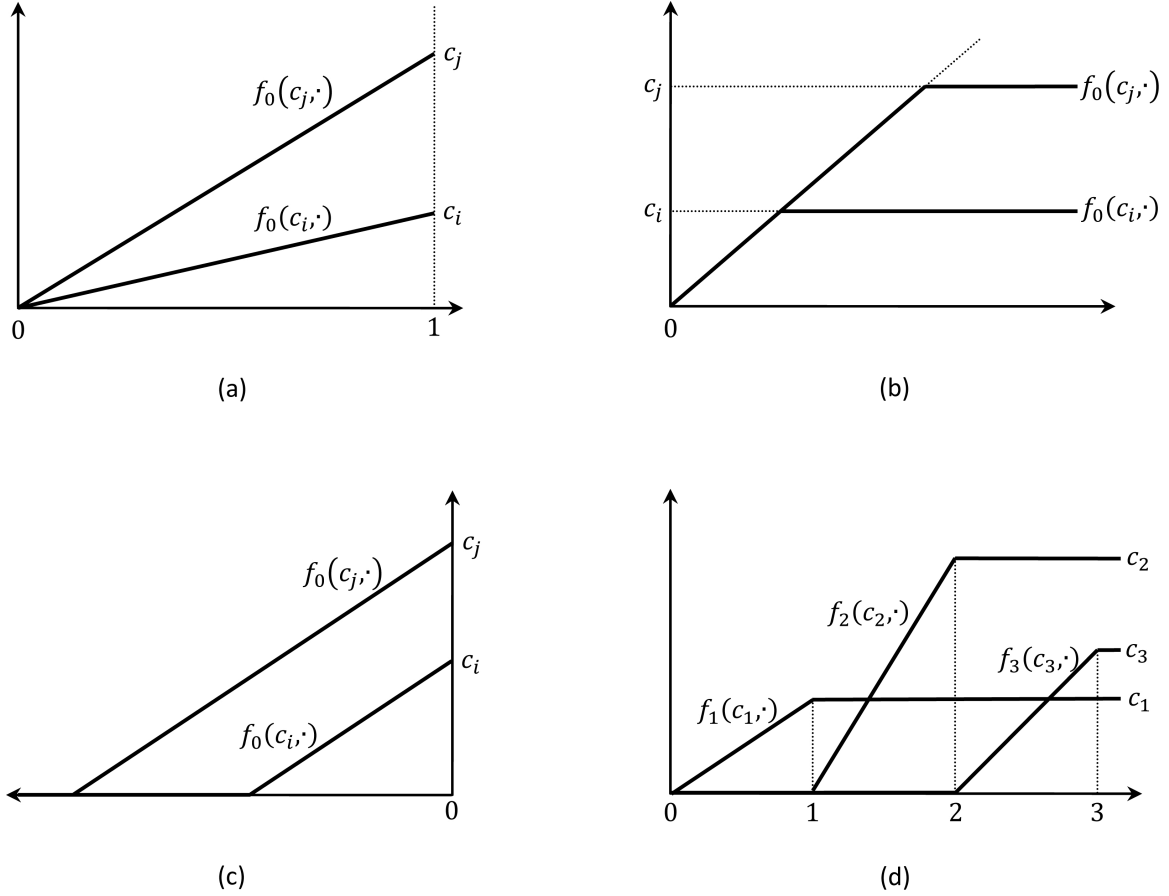 c_j
f_0(c_j,·)
f_0(c_i,·)
c_i
0
1
(a)
c_j
f_0(c_j,·)
c_i
f_0(c_i,·)
0
(b)
c_j
f_0(c_j,·)
c_i
f_0(c_i,·)
0
(c)
c_2
f_2(c_2,·)
f_3(c_3,·)
c_3
f_1(c_1,·)
c_1
0 1 2 3
(d)